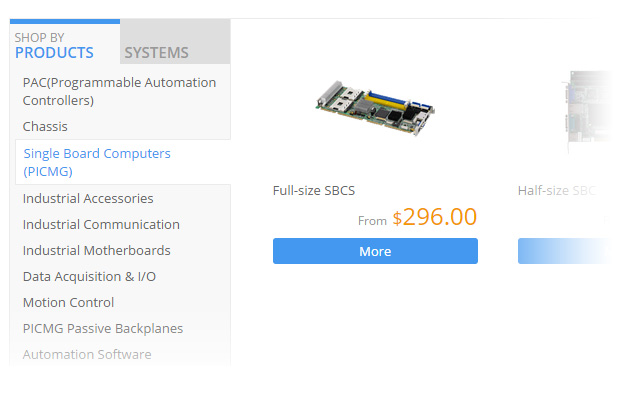 SHOP BY
PRODUCTS
SYSTEMS
PAC(Programmable Automation
Controllers)
Chassis
Single Board Computers
(PICMG)
Industrial Accessories
Industrial Communication
Industrial Motherboards
Data Acquisition & I/O
Motion Control
PICMG Passive Backplanes
Automation Software
Full-size SBCS
From $296.00
More
Half-size SBC